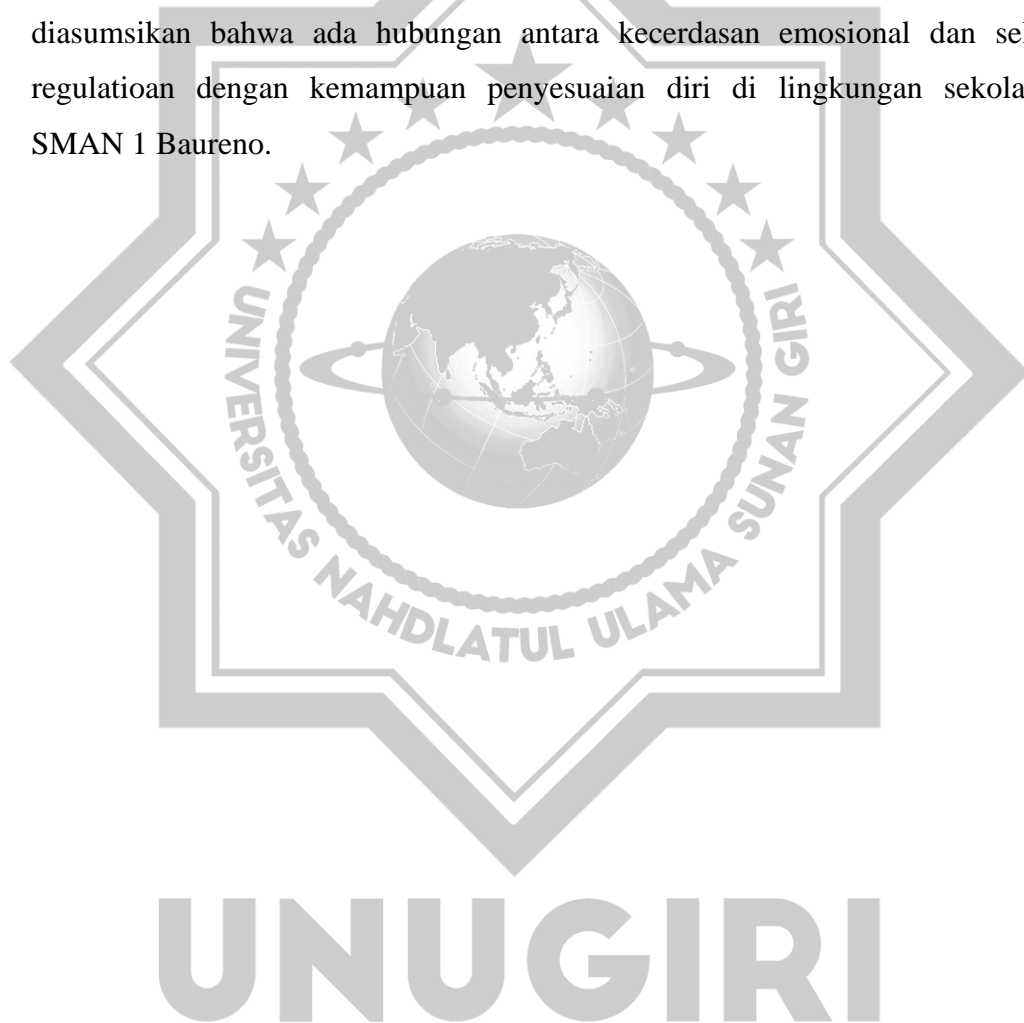 diasumsikan bahwa ada hubungan antara kecerdasan emosional dan sel
regulatioan dengan kemampuan penyesuaian diri di lingkungan sekola
SMAN 1 Baureno.
UNIVERSITAS NAHDLATUL ULAMA SUNAN GIRI
UNUGIRI